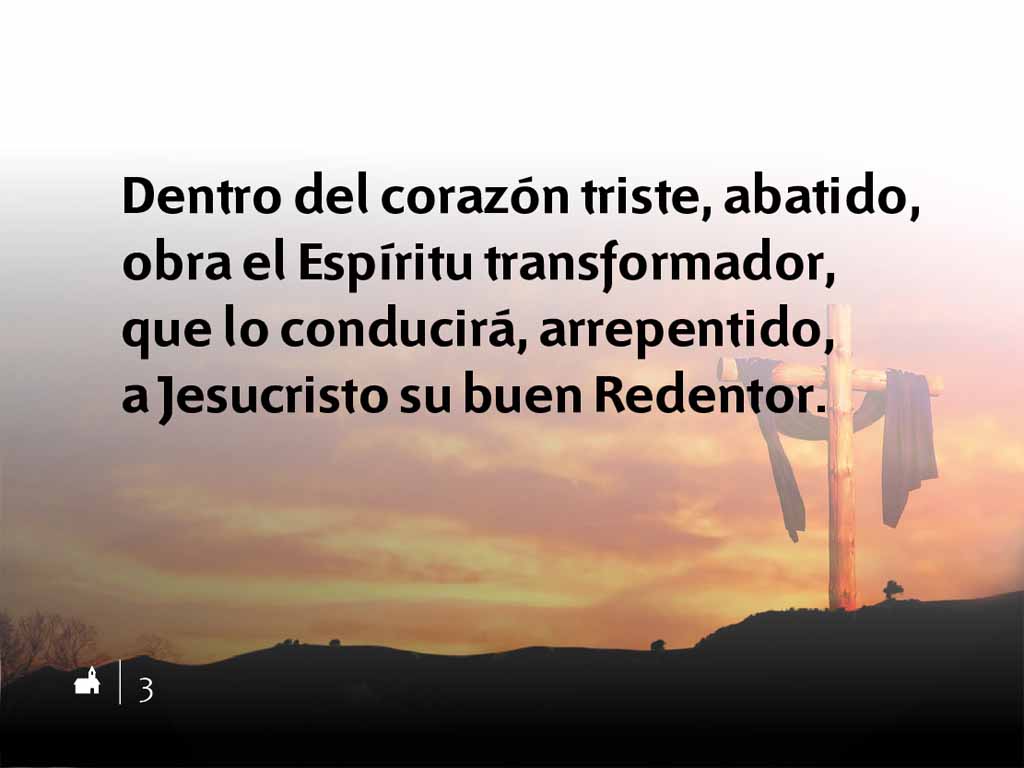 Dentro del corazón triste, abatido,
obra el Espíritu transformador,
que lo conducirá, arrepentido,
a Jesucristo su buen Redentor.
3